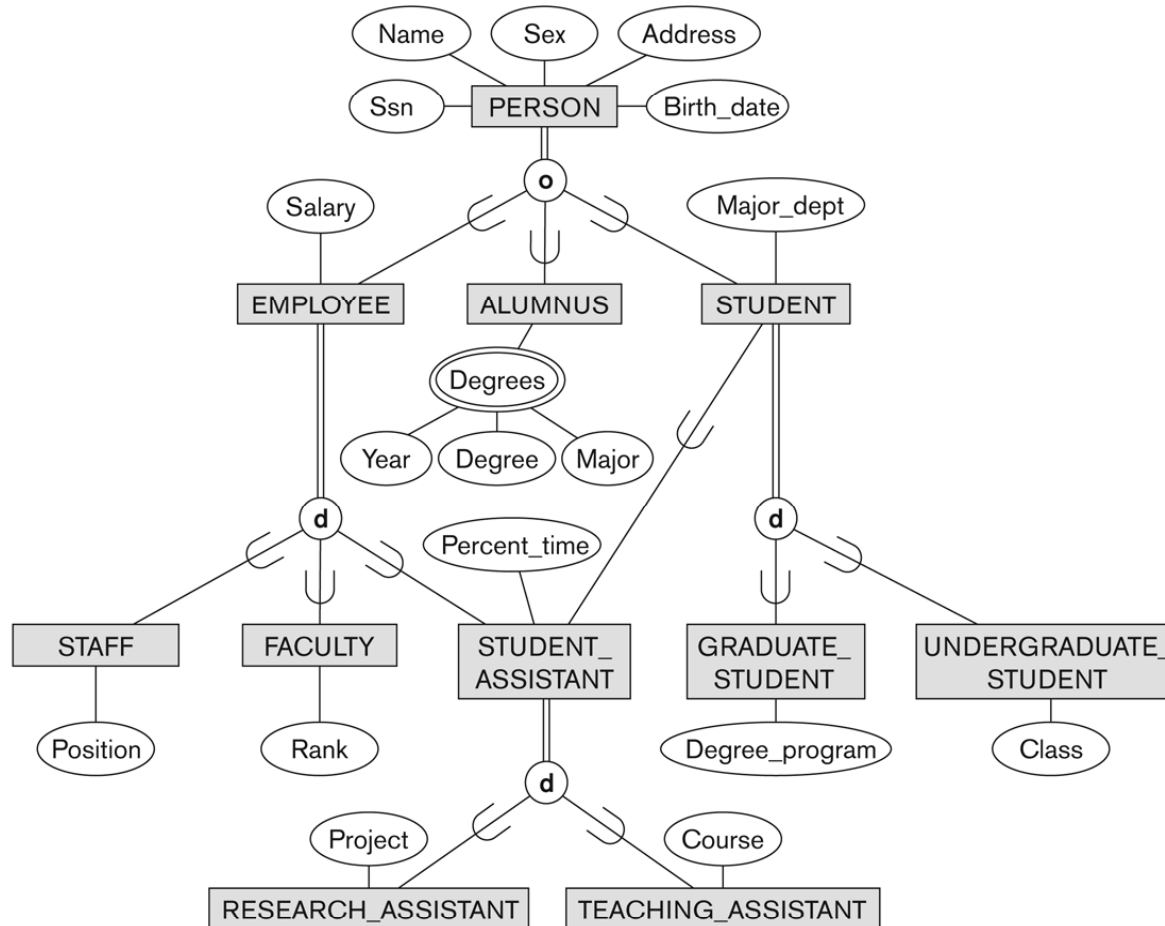 Name
Sex
Address
Ssn
PERSON
Birth_date
o
Salary
Major_dept
EMPLOYEE
ALUMNUS
STUDENT
Degrees
Year
Degree
Major
d
d
Percent_time
STAFF
FACULTY
STUDENT_
ASSISTANT
GRADUATE_
STUDENT
UNDERGRADUATE_
STUDENT
Position
Rank
Degree_program
Class
d
Project
Course
RESEARCH_ASSISTANT
TEACHING_ASSISTANT